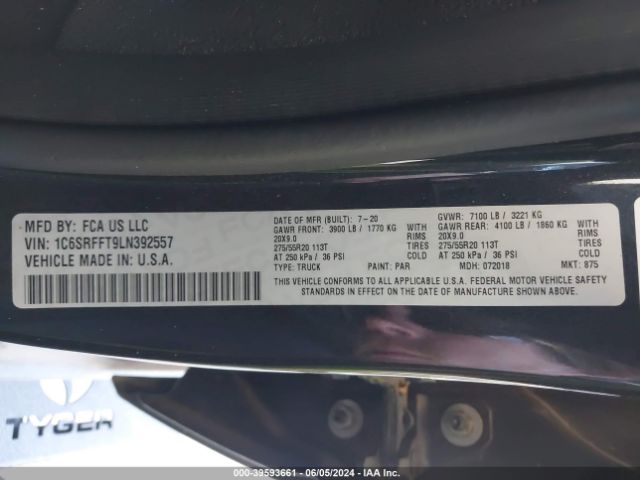 MFD BY: FCA US LLC
VIN: 1C6SRFFT9LN392557
VEHICLE MADE IN: U.S.A.
DATE OF MFR (BUILT): 7-20 GVWR: 7100 LB / 3221 KG
GAWR FRONT: 3900 LB / 1770 KG WITH GAWR REAR: 4100 LB / 1860 KG WITH
20X9.0 RIMS 20X9.0 RIMS
275/55R20 113T TIRES 275/55R20 113T TIRES
AT 250 kPa / 36 PSI COLD AT 250 kPa / 36 PSI COLD
TYPE: TRUCK PAINT: PAR MDH: 072018 MKT: 875
THIS VEHICLE CONFORMS TO ALL APPLICABLE U.S.A. FEDERAL MOTOR VEHICLE SAFETY
STANDARDS IN EFFECT ON THE DATE OF MANUFACTURE SHOWN ABOVE
TYGER
000-39593661 - 06/05/2024 - IAA Inc.